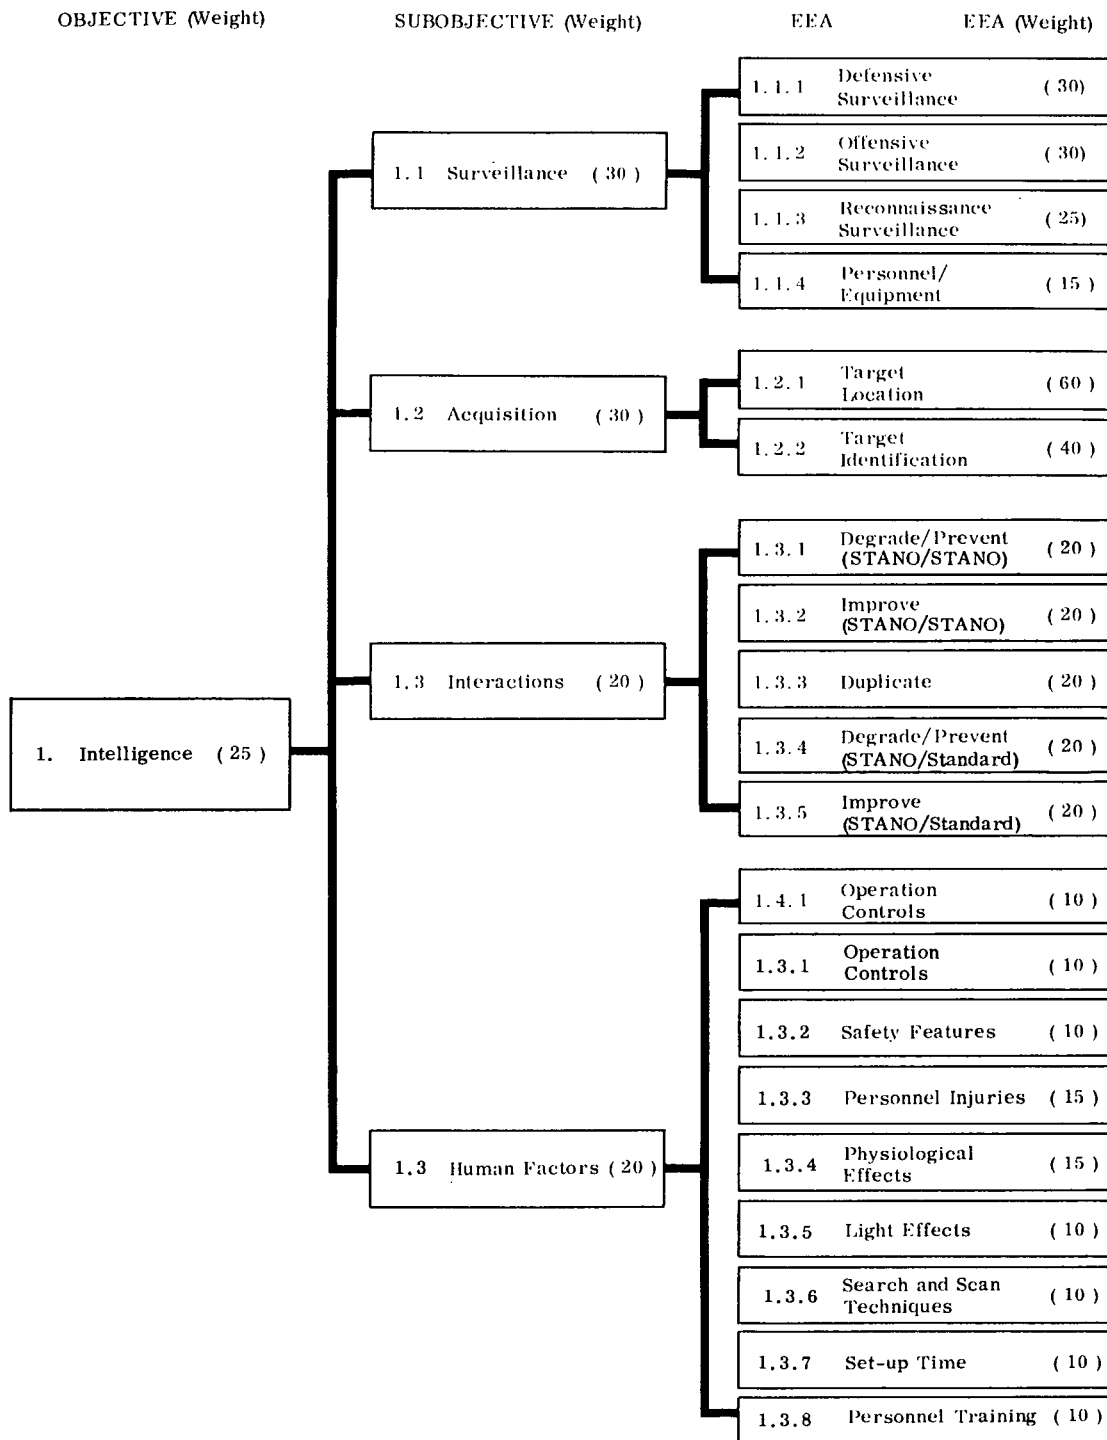 OBJECTIVE (Weight) SUBOBJECTIVE (Weight) EEA EEA (Weight)
1. Intelligence (25)
1.1 Surveillance (30)
1.1.1 Defensive Surveillance (30)
1.1.2 Offensive Surveillance (30)
1.1.3 Reconnaissance Surveillance (25)
1.1.4 Personnel/ Equipment (15)
1.2 Acquisition (30)
1.2.1 Target Location (60)
1.2.2 Target Identification (40)
1.3 Interactions (20)
1.3.1 Degrade/Prevent (STANO/STANO) (20)
1.3.2 Improve (STANO/STANO) (20)
1.3.3 Duplicate (20)
1.3.4 Degrade/Prevent (STANO/Standard) (20)
1.3.5 Improve (STANO/Standard) (20)
1.3 Human Factors (20)
1.4.1 Operation Controls (10)
1.3.1 Operation Controls (10)
1.3.2 Safety Features (10)
1.3.3 Personnel Injuries (15)
1.3.4 Physiological Effects (15)
1.3.5 Light Effects (10)
1.3.6 Search and Scan Techniques (10)
1.3.7 Set-up Time (10)
1.3.8 Personnel Training (10)